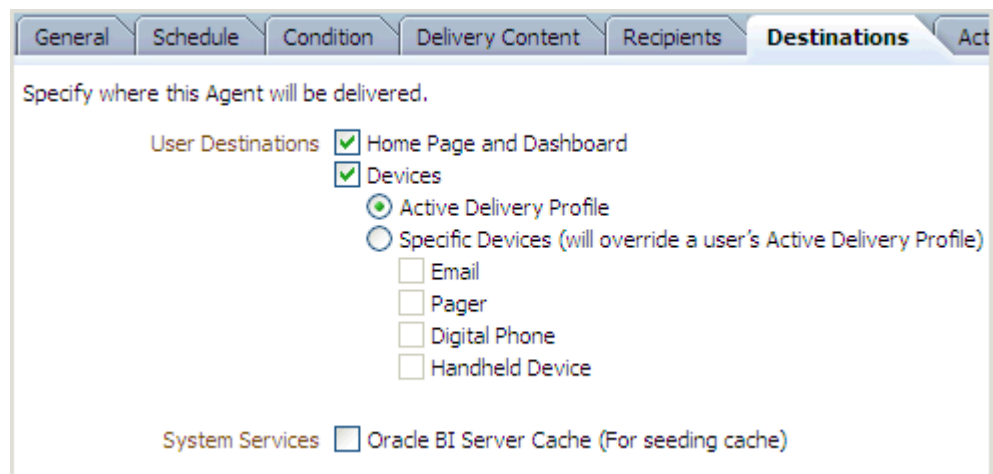 General Schedule Condition Delivery Content Recipients Destinations Act
Specify where this Agent will be delivered.
User Destinations Home Page and Dashboard
Devices
Active Delivery Profile
Specific Devices (will override a user's Active Delivery Profile)
Email
Pager
Digital Phone
Handheld Device
System Services Oracle BI Server Cache (For seeding cache)